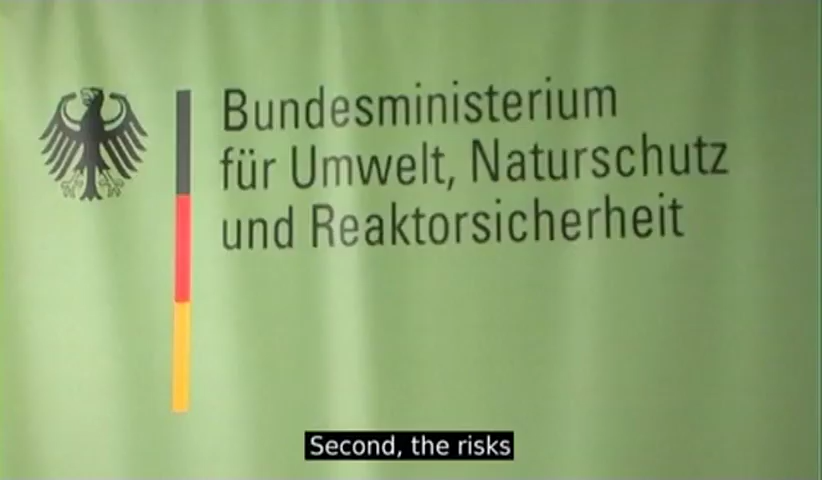 Bundesministerium
für Umwelt, Naturschutz
und Reaktorsicherheit
Second, the risks